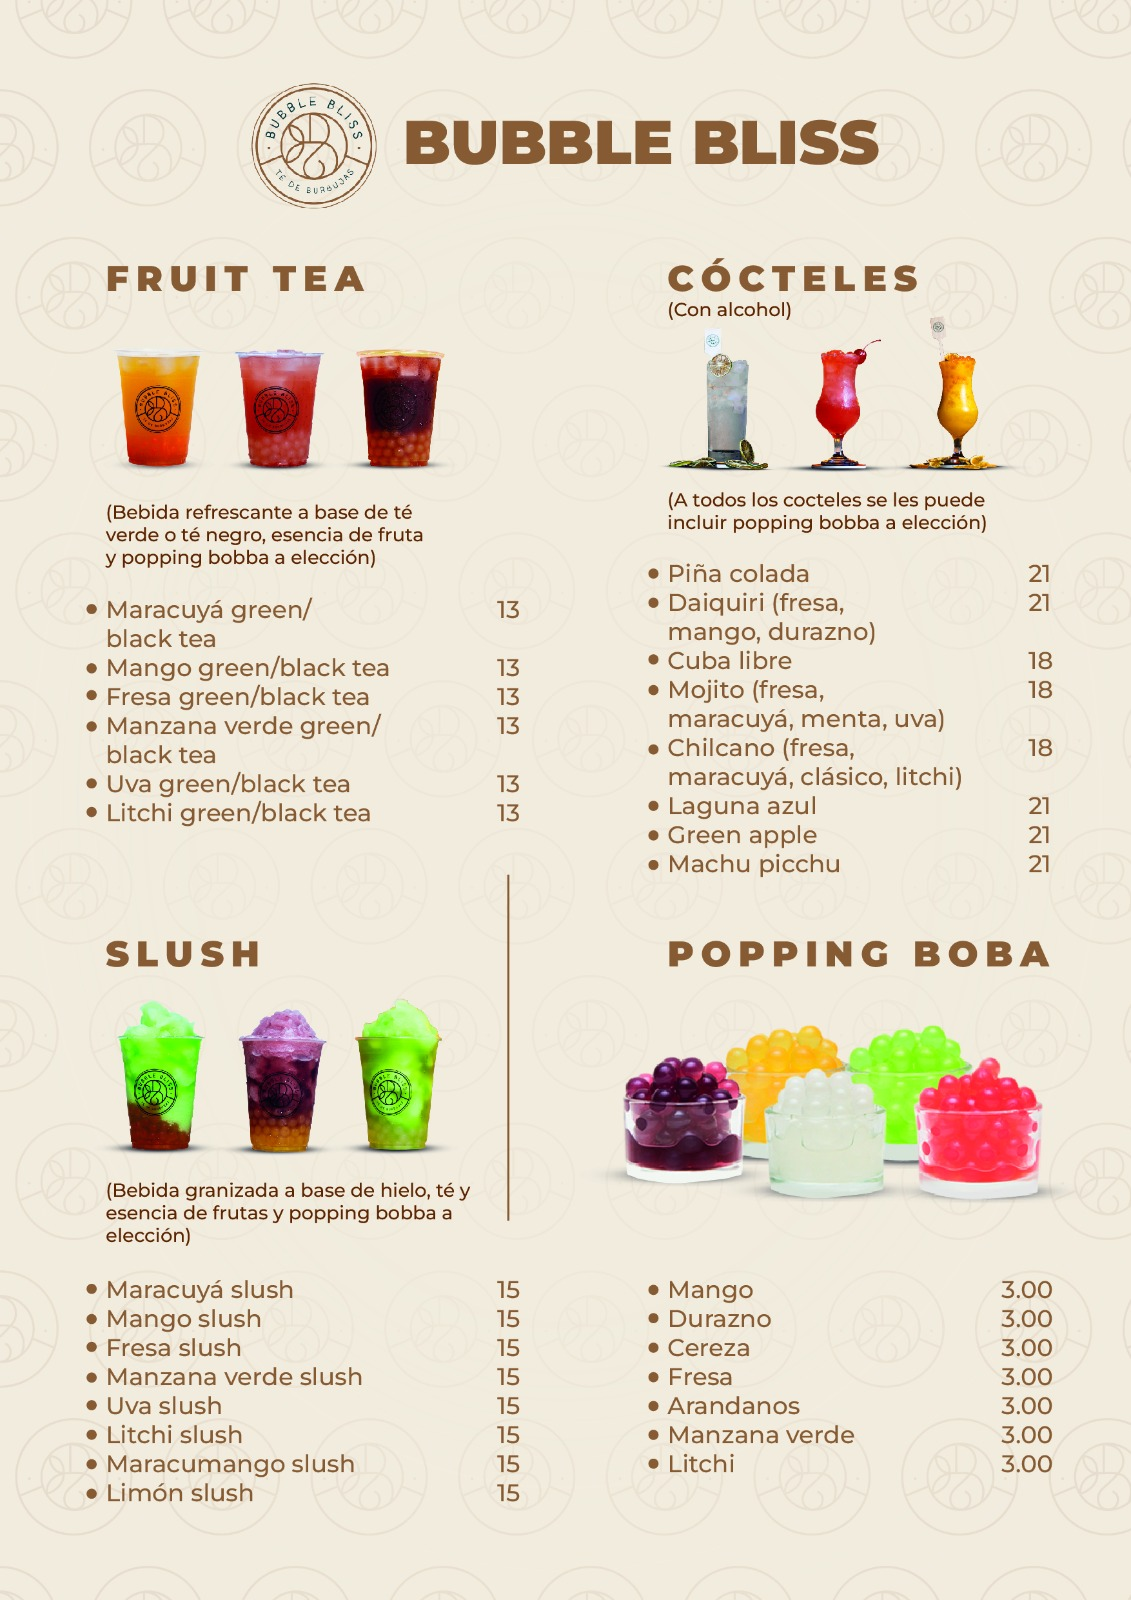 BUBBLE BLISS
TÉ DE BURBUJAS
BUBBLE BLISS
FRUIT TEA
(Bebida refrescante a base de té
verde o té negro, esencia de fruta
y popping bobba a elección)
• Maracuyá green/ 13
black tea
• Mango green/black tea 13
• Fresa green/black tea 13
• Manzana verde green/ 13
black tea
• Uva green/black tea 13
• Litchi green/black tea 13
CÓCTELES
(Con alcohol)
(A todos los cocteles se les puede
incluir popping bobba a elección)
• Piña colada 21
• Daiquiri (fresa, 21
mango, durazno)
• Cuba libre 18
• Mojito (fresa, 18
maracuyá, menta, uva)
• Chilcano (fresa, 18
maracuyá, clásico, litchi)
• Laguna azul 21
• Green apple 21
• Machu picchu 21
SLUSH
(Bebida granizada a base de hielo, té y
esencia de frutas y popping bobba a
elección)
• Maracuyá slush 15
• Mango slush 15
• Fresa slush 15
• Manzana verde slush 15
• Uva slush 15
• Litchi slush 15
• Maracumango slush 15
• Limón slush 15
POPPING BOBA
• Mango 3.00
• Durazno 3.00
• Cereza 3.00
• Fresa 3.00
• Arandanos 3.00
• Manzana verde 3.00
• Litchi 3.00